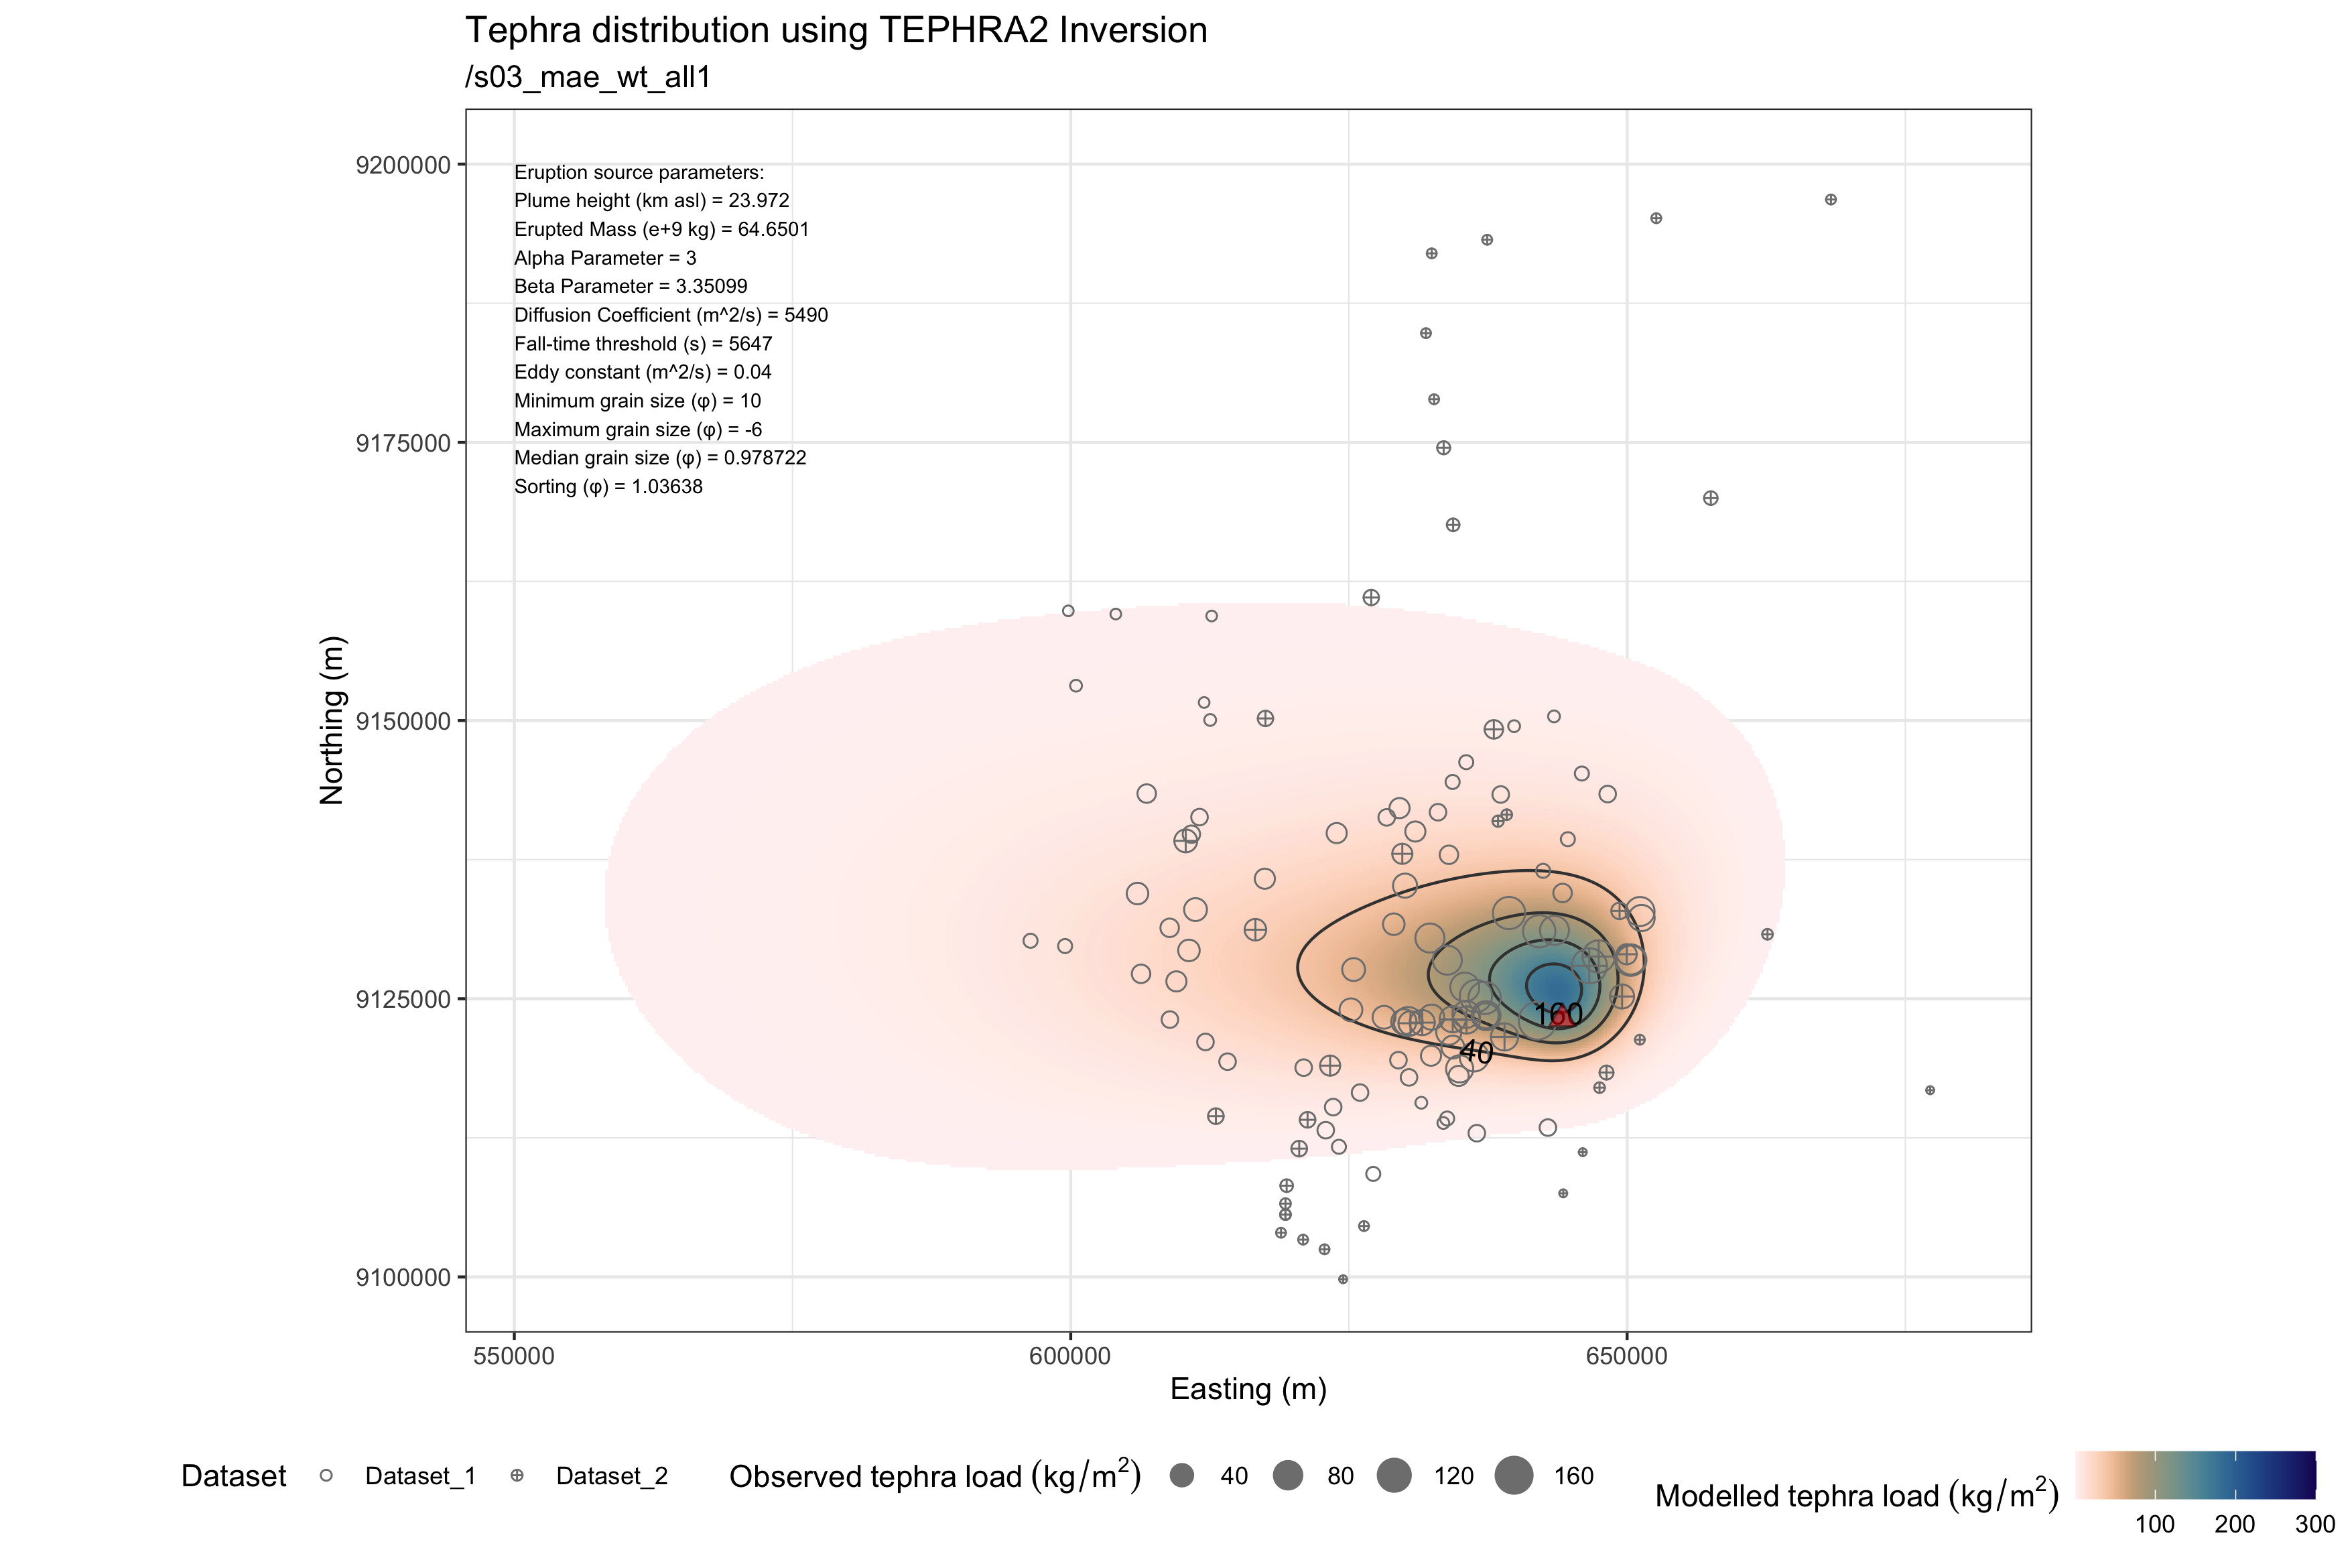 Tephra distribution using TEPHRA2 Inversion
/s03_mae_wt_all1
Eruption source parameters:
Plume height (km asl) = 23.972
Erupted Mass (e+9 kg) = 64.6501
Alpha Parameter = 3
Beta Parameter = 3.35099
Diffusion Coefficient (m^2/s) = 5490
Fall-time threshold (s) = 5647
Eddy constant (m^2/s) = 0.04
Minimum grain size (φ) = 10
Maximum grain size (φ) = -6
Median grain size (φ) = 0.978722
Sorting (φ) = 1.03638
9200000
9175000
9150000
9125000
9100000
Northing (m)
160
40
550000 600000 650000
Easting (m)
Dataset Dataset_1 Dataset_2 Observed tephra load (kg/m²) 40 80 120 160
Modelled tephra load (kg/m²)
100 200 300